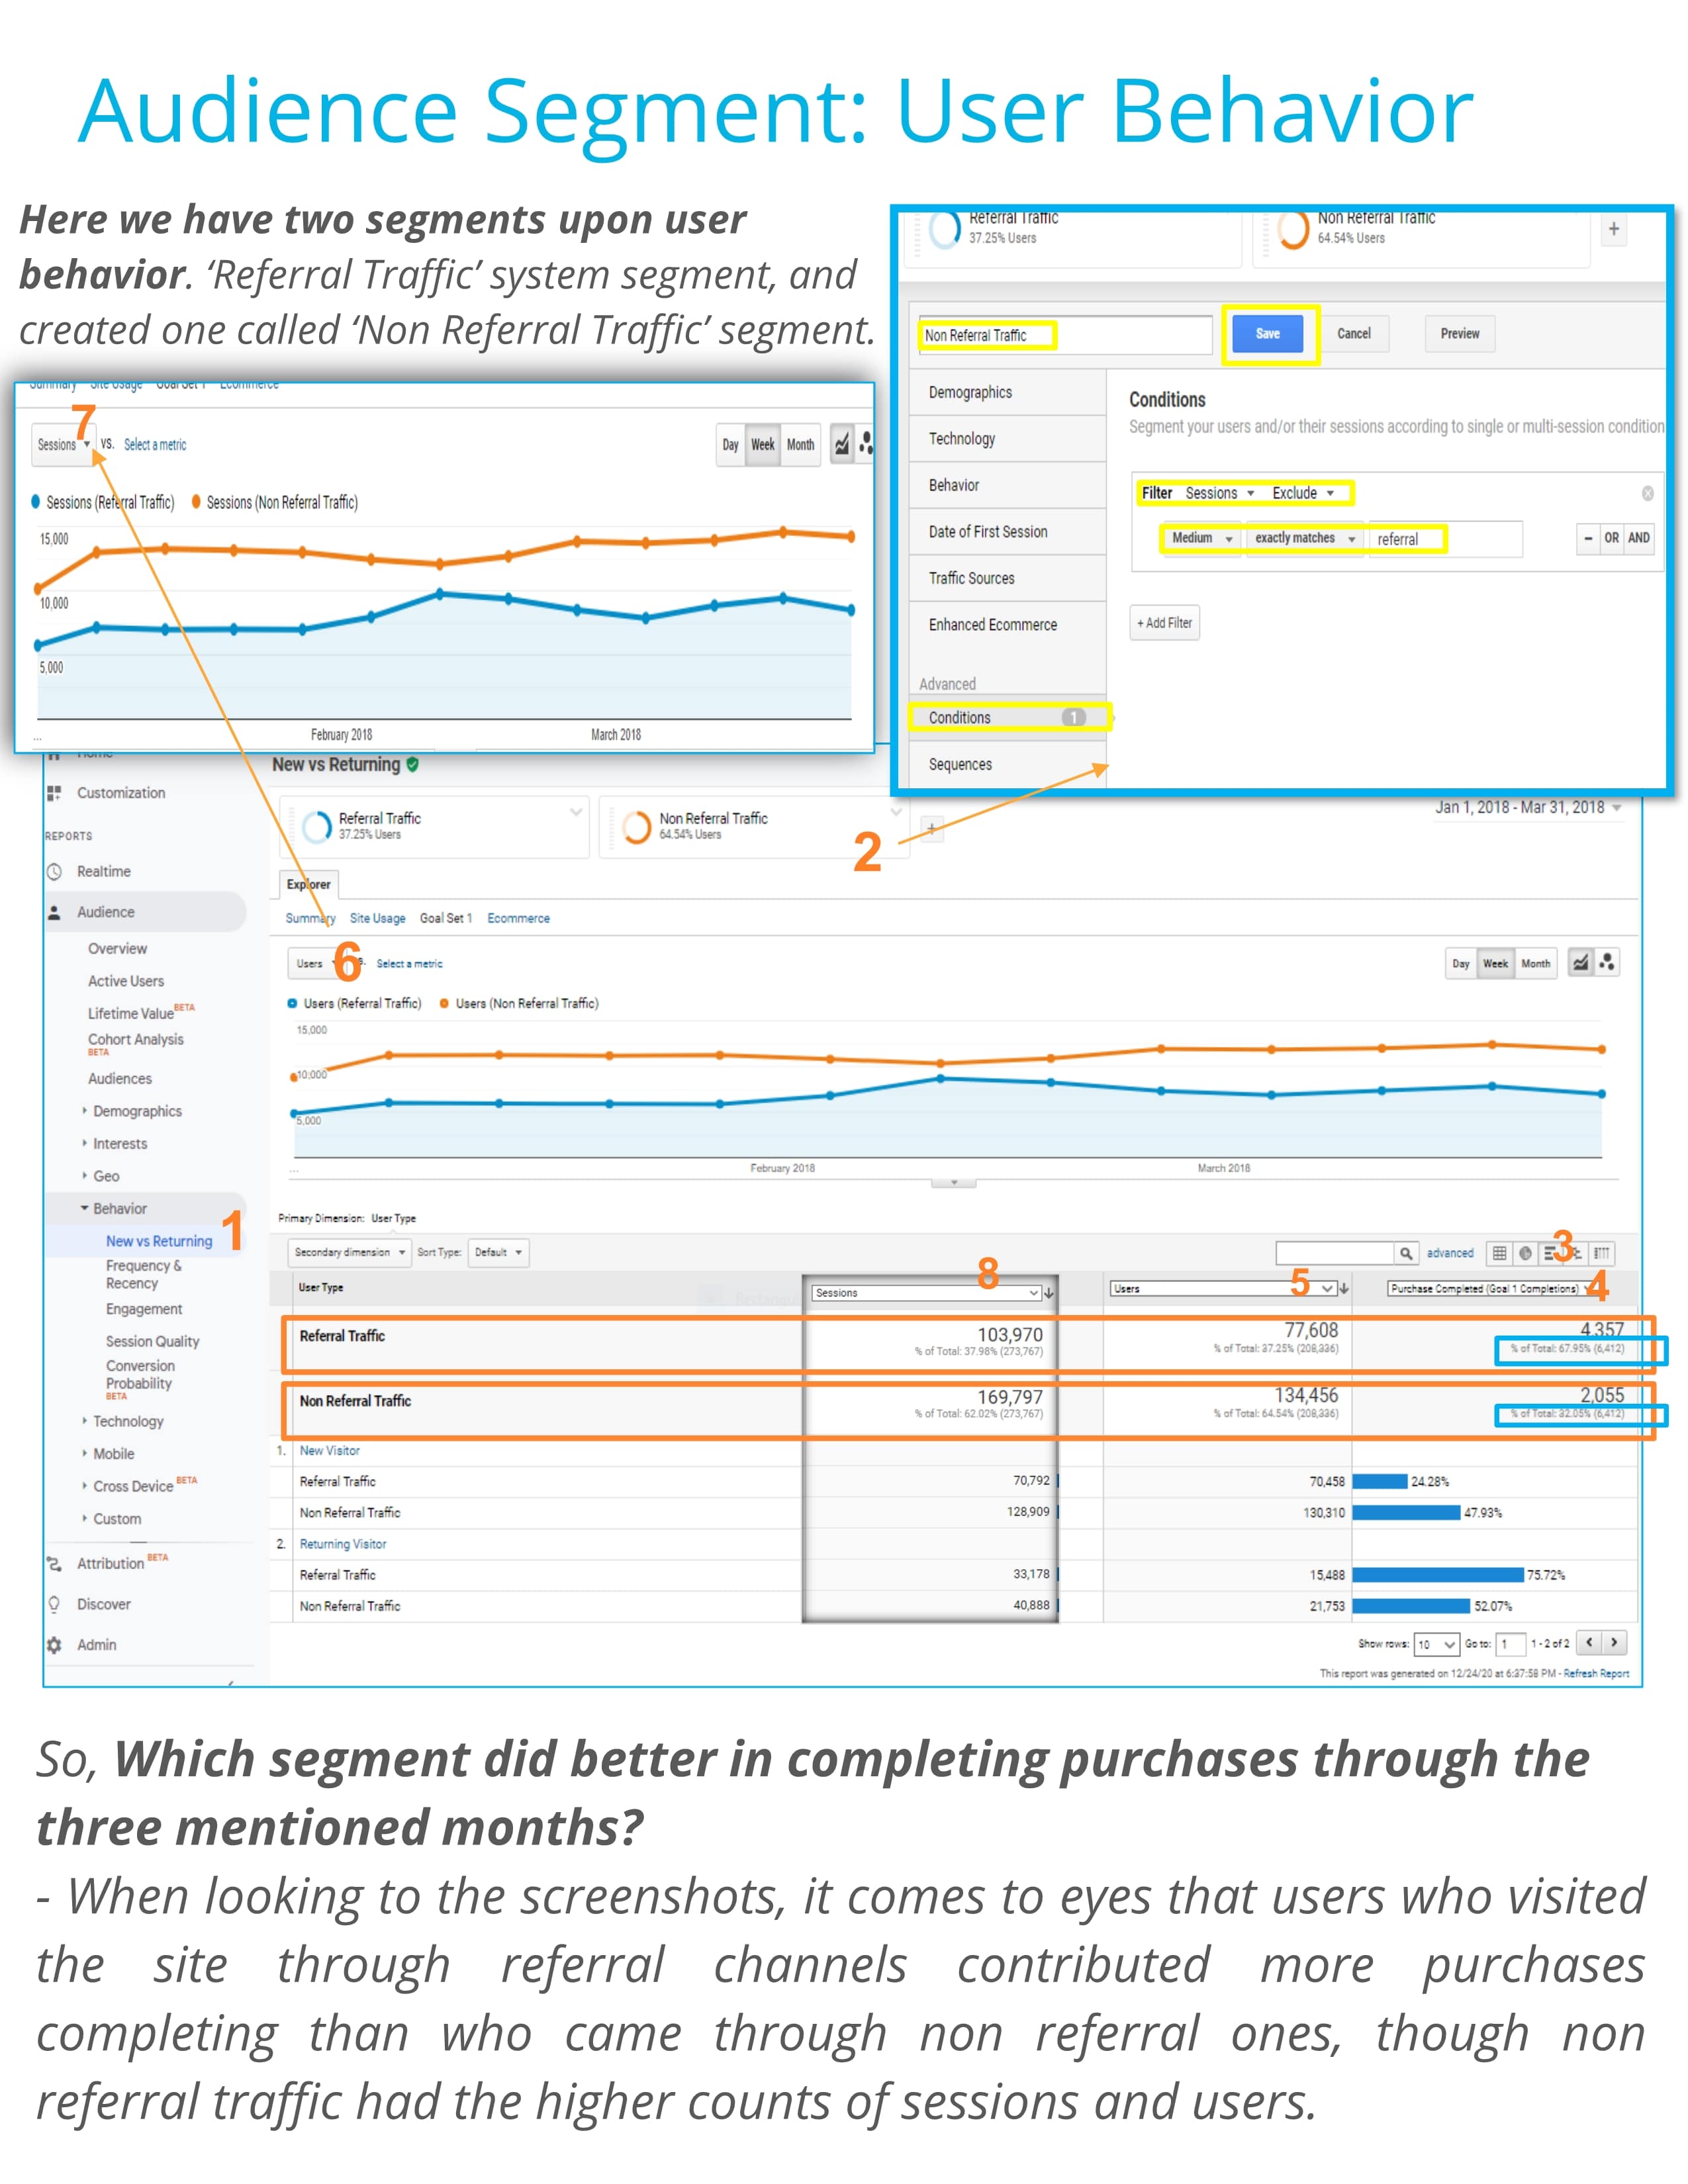 Audience Segment: User Behavior
Here we have two segments upon user
behavior. ‘Referral Traffic’ system segment, and
created one called ‘Non Referral Traffic’ segment.
Referral Traffic
37.25% Users
Non Referral Traffic
64.54% Users
+
Non Referral Traffic
Save
Cancel
Preview
Demographics
Technology
Behavior
Date of First Session
Traffic Sources
Enhanced Ecommerce
Advanced
Conditions 1
Sequences
Conditions
Segment your users and/or their sessions according to single or multi-session condition
Filter Sessions Exclude
Medium exactly matches referral
− OR AND
+ Add Filter
Summary Site Usage Goal Set 1 Ecommerce
7
Sessions VS. Select a metric
Day Week Month
Sessions (Referral Traffic) Sessions (Non Referral Traffic)
15,000
10,000
5,000
... February 2018 March 2018
2
Home
Customization
REPORTS
Realtime
Audience
Overview
Active Users
Lifetime Value BETA
Cohort Analysis
BETA
Audiences
Demographics
Interests
Geo
Behavior
1
New vs Returning
Frequency &
Recency
Engagement
Session Quality
Conversion
Probability
BETA
Technology
Mobile
Cross Device BETA
Custom
Attribution BETA
Discover
Admin
New vs Returning
Referral Traffic
37.25% Users
Non Referral Traffic
64.54% Users
+
Jan 1, 2018 - Mar 31, 2018
Explorer
Summary Site Usage Goal Set 1 Ecommerce
Users 6 Select a metric
Day Week Month
Users (Referral Traffic) Users (Non Referral Traffic)
15,000
10,000
5,000
... February 2018 March 2018
Primary Dimension: User Type
Secondary dimension Sort Type: Default
advanced
3
User Type
8
Sessions
5
Users
4
Purchase Completed (Goal 1 Completions)
Referral Traffic 103,970 77,608 4,357
% of Total: 37.98% (273,767) % of Total: 37.25% (208,336) % of Total: 67.95% (6,412)
Non Referral Traffic 169,797 134,456 2,055
% of Total: 62.02% (273,767) % of Total: 64.54% (208,336) % of Total: 32.05% (6,412)
1. New Visitor
Referral Traffic 70,792 70,458 24.28%
Non Referral Traffic 128,909 130,310 47.93%
2. Returning Visitor
Referral Traffic 33,178 15,488 75.72%
Non Referral Traffic 40,888 21,753 52.07%
Show rows: 10 Go to: 1 1 - 2 of 2
This report was generated on 12/24/20 at 6:37:58 PM - Refresh Report
So, Which segment did better in completing purchases through the
three mentioned months?
- When looking to the screenshots, it comes to eyes that users who visited
the site through referral channels contributed more purchases
completing than who came through non referral ones, though non
referral traffic had the higher counts of sessions and users.